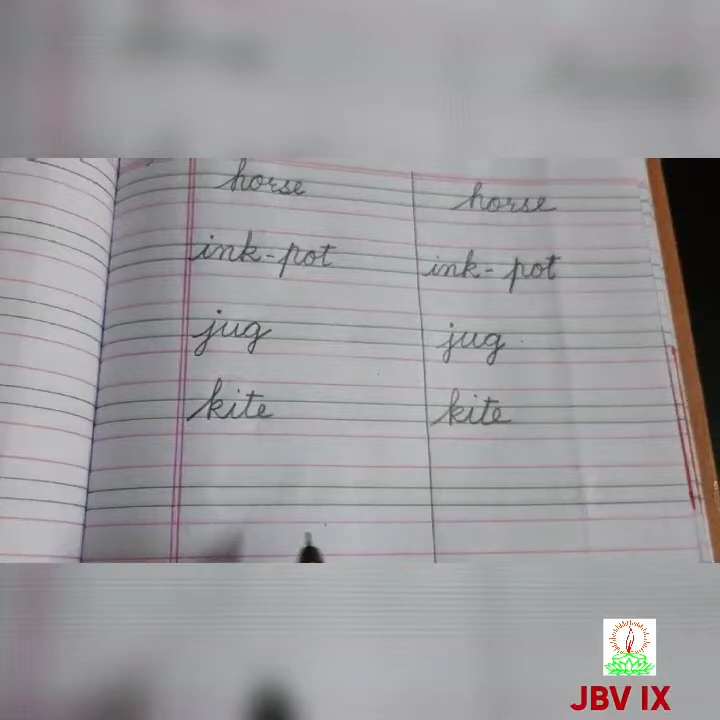 horse horse
ink-pot ink-pot
jug jug
kite kite
JBV IX